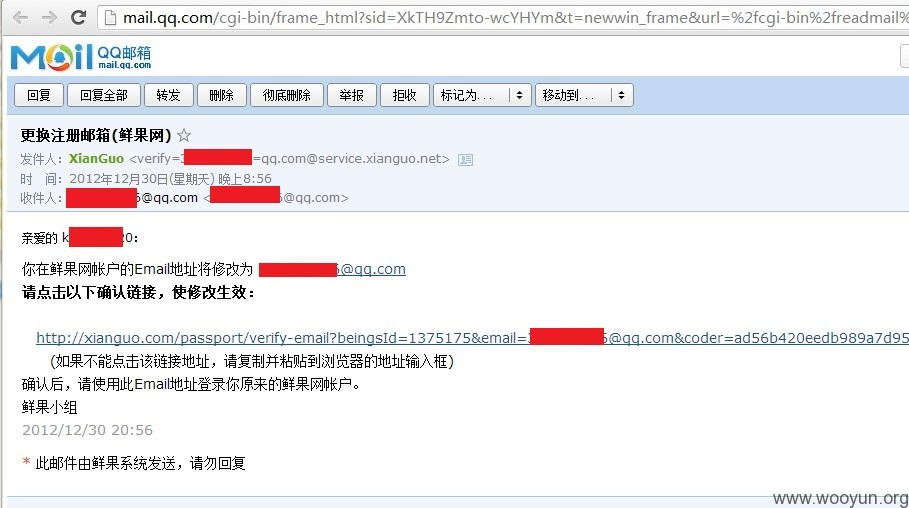 mail.qq.com/cgi-bin/frame_html?sid=XkTH9Zmto-wcYHYm&t=newwin_frame&url=%2fcgi-bin%2freadmail%
Mail QQ邮箱
mail.qq.com
回复 回复全部 转发 删除 彻底删除 举报 拒收 标记为... 移动到...
更换注册邮箱(鲜果网)
发件人：XianGuo <verify=3 =qq.com@service.xianguo.net>
时 间：2012年12月30日(星期天) 晚上8:56
收件人： 6@qq.com < 6@qq.com>
亲爱的 k 20：
你在鲜果网帐户的Email地址将修改为 6@qq.com
请点击以下确认链接，使修改生效：
http://xianguo.com/passport/verify-email?beingsId=1375175&email=3 6@qq.com&coder=ad56b420eedb989a7d95
(如果不能点击该链接地址，请复制并粘贴到浏览器的地址输入框)
确认后，请使用此Email地址登录你原来的鲜果网帐户。
鲜果小组
2012/12/30 20:56
* 此邮件由鲜果系统发送，请勿回复
www.wooyun.org